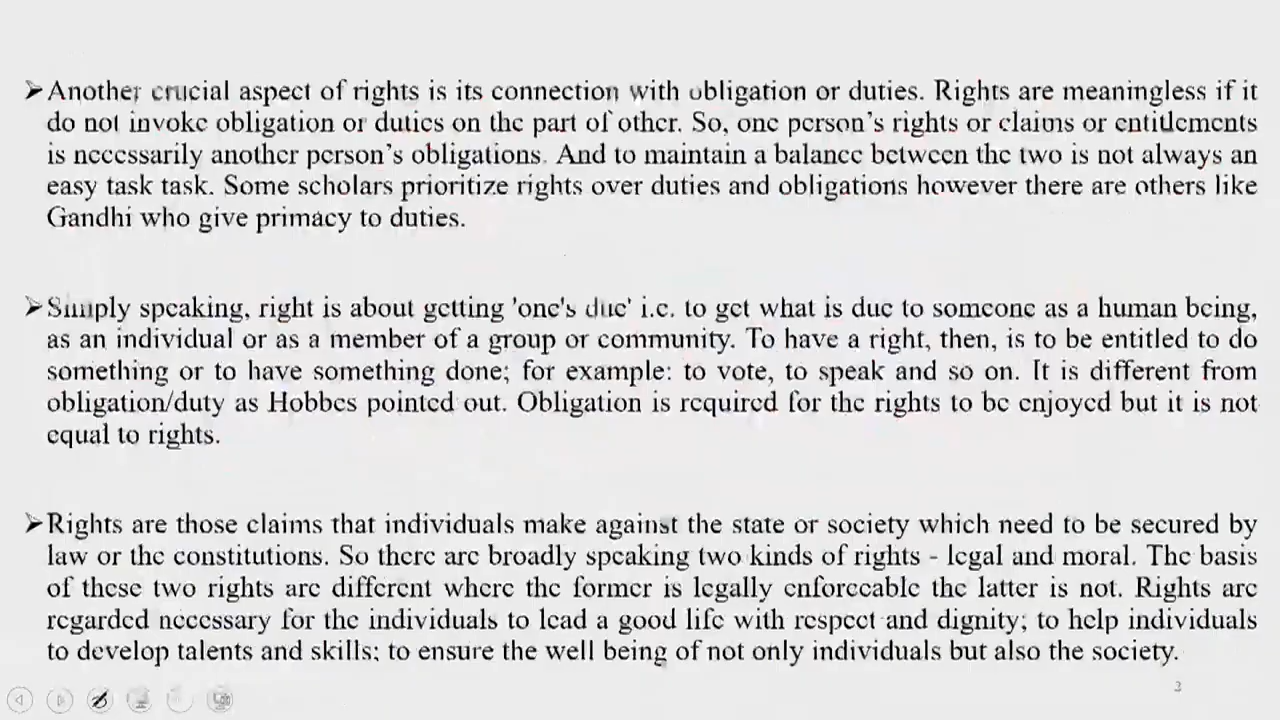 ➤Another crucial aspect of rights is its connection with obligation or duties. Rights are meaningless if it
do not invoke obligation or duties on the part of other. So, one person's rights or claims or entitlements
is necessarily another person's obligations. And to maintain a balance between the two is not always an
easy task task. Some scholars prioritize rights over duties and obligations however there are others like
Gandhi who give primacy to duties.
➤Simply speaking, right is about getting 'one's due' i.e. to get what is due to someone as a human being,
as an individual or as a member of a group or community. To have a right, then, is to be entitled to do
something or to have something done; for example: to vote, to speak and so on. It is different from
obligation/duty as Hobbes pointed out. Obligation is required for the rights to be enjoyed but it is not
equal to rights.
➤Rights are those claims that individuals make against the state or society which need to be secured by
law or the constitutions. So there are broadly speaking two kinds of rights - legal and moral. The basis
of these two rights are different where the former is legally enforceable the latter is not. Rights are
regarded necessary for the individuals to lead a good life with respect and dignity; to help individuals
to develop talents and skills; to ensure the well being of not only individuals but also the society.
3